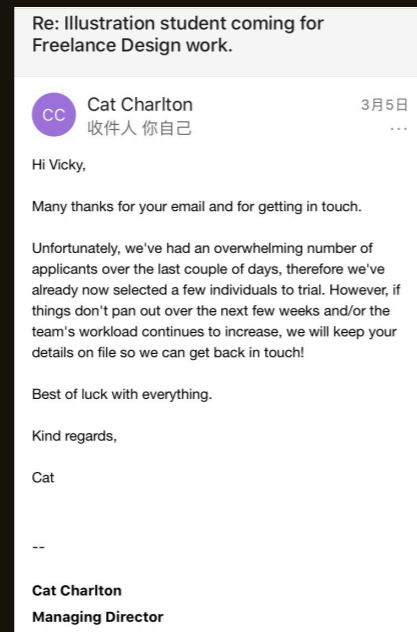 Re: Illustration student coming for
Freelance Design work.
CC
Cat Charlton
3月5日
收件人 你自己
...
Hi Vicky,
Many thanks for your email and for getting in touch.
Unfortunately, we've had an overwhelming number of
applicants over the last couple of days, therefore we've
already now selected a few individuals to trial. However, if
things don't pan out over the next few weeks and/or the
team's workload continues to increase, we will keep your
details on file so we can get back in touch!
Best of luck with everything.
Kind regards,
Cat
--
Cat Charlton
Managing Director